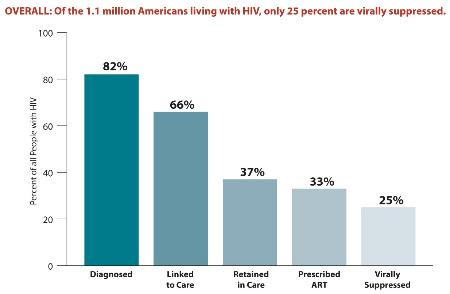 OVERALL: Of the 1.1 million Americans living with HIV, only 25 percent are virally suppressed.
100
80
60
40
20
0
Percent of all People with HIV
82%
66%
37%
33%
25%
Diagnosed
Linked
to Care
Retained
in Care
Prescribed
ART
Virally
Suppressed